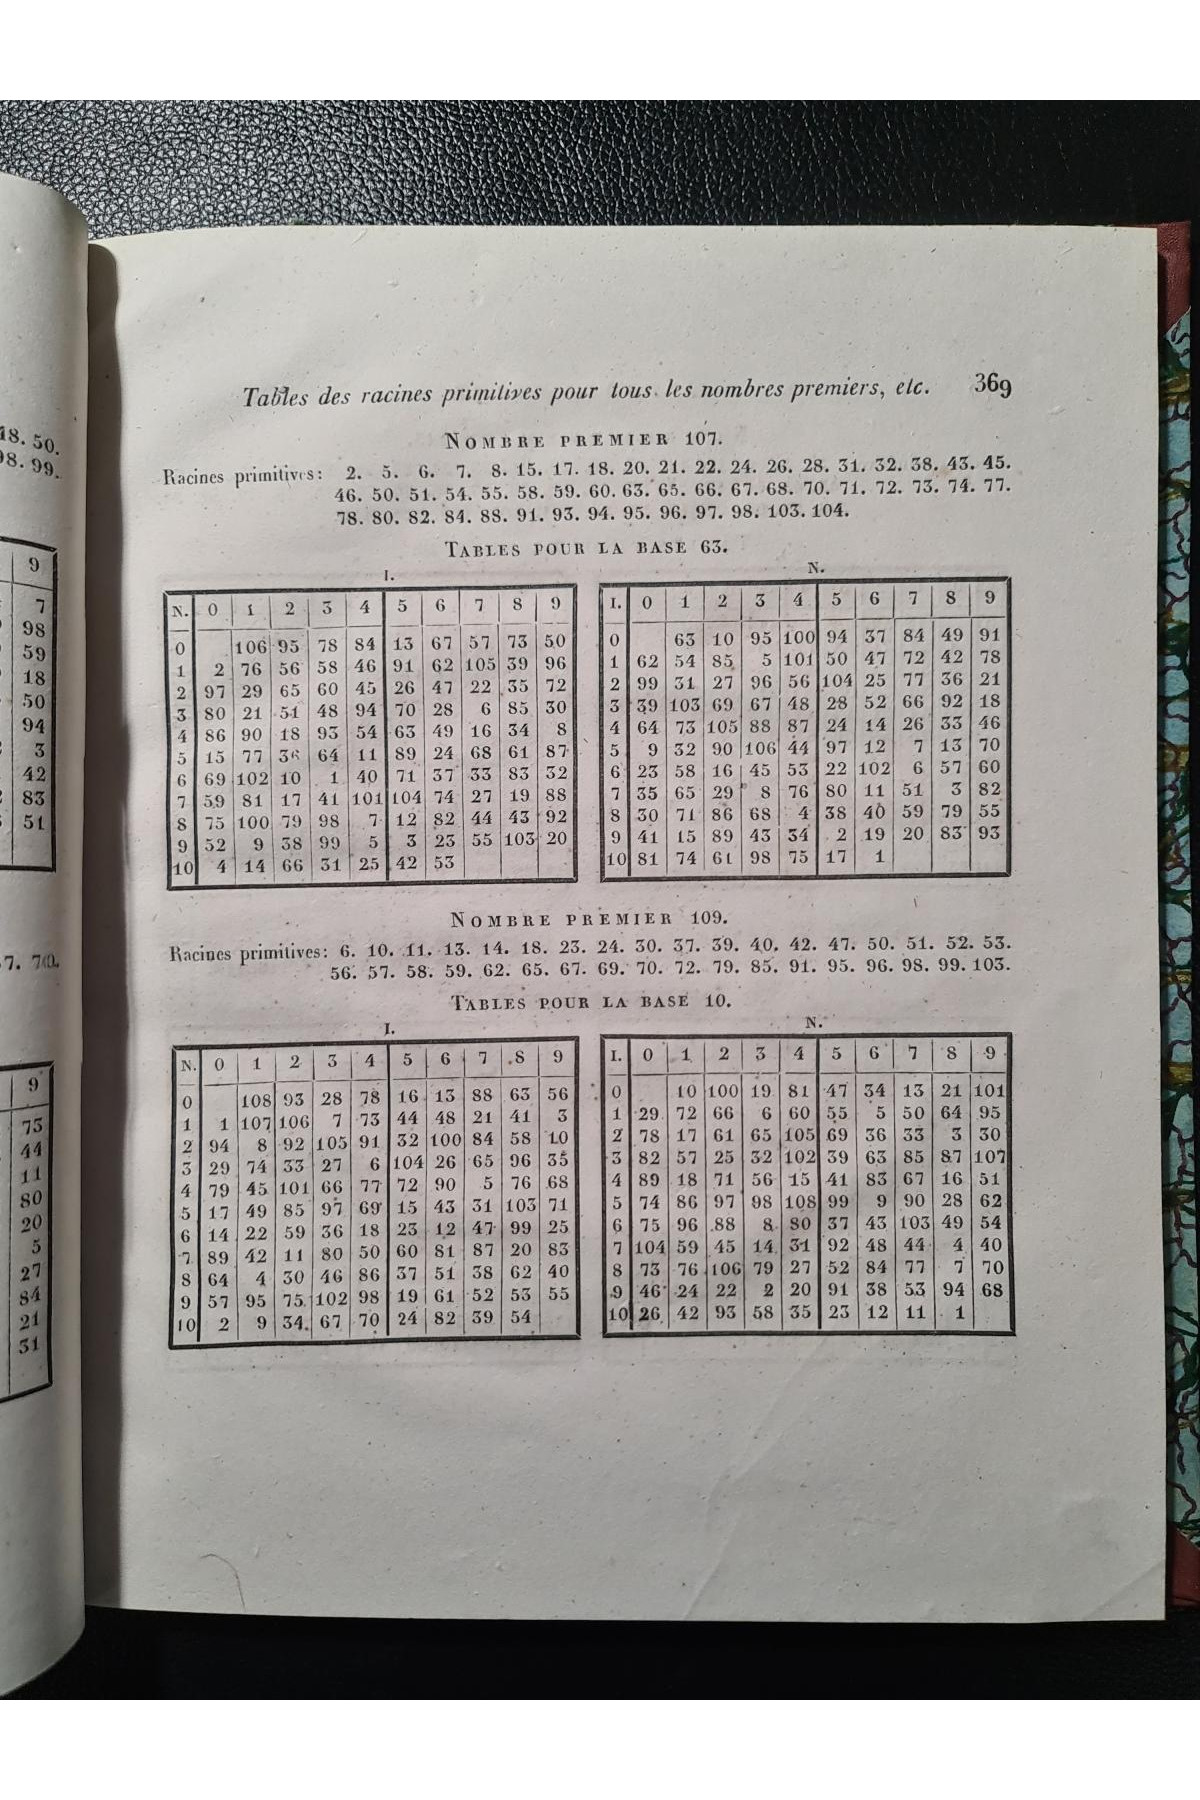 48. 50.
98. 99.
9
7
98
59
18
50
94
3
42
83
51
9
73
44
11
80
20
5
27
84
21
31
Tables des racines primitives pour tous les nombres premiers, etc. 369
NOMBRE PREMIER 107.
Racines primitives: 2. 5. 6. 7. 8. 15. 17. 18. 20. 21. 22. 24. 26. 28. 31. 32. 38. 43. 45.
46. 50. 51. 54. 55. 58. 59. 60. 63. 65. 66. 67. 68. 70. 71. 72. 73. 74. 77.
78. 80. 82. 84. 88. 91. 93. 94. 95. 96. 97. 98. 103. 104.
TABLES POUR LA BASE 63.
I.
N. 0 1 2 3 4 5 6 7 8 9
0 106 95 78 84 13 67 57 73 50
1 2 76 56 58 46 91 62 105 39 96
2 97 29 65 60 45 26 47 22 35 72
3 80 21 51 48 94 70 28 6 85 30
4 86 90 18 93 54 63 49 16 34 8
5 15 77 36 64 11 89 24 68 61 87
6 69 102 10 1 40 71 37 33 83 32
7 59 81 17 41 101 104 74 27 19 88
8 75 100 79 98 7 12 82 44 43 92
9 52 9 38 99 5 3 23 55 103 20
10 4 14 66 31 25 42 53
N.
I. 0 1 2 3 4 5 6 7 8 9
0 63 10 95 100 94 37 84 49 91
1 62 54 85 5 101 50 47 72 42 78
2 99 31 27 96 56 104 25 77 36 21
3 39 103 69 67 48 28 52 66 92 18
4 64 73 105 88 87 24 14 26 33 46
5 9 32 90 106 44 97 12 7 13 70
6 23 58 16 45 53 22 102 6 57 60
7 35 65 29 8 76 80 11 51 3 82
8 30 71 86 68 4 38 40 59 79 55
9 41 15 89 43 34 2 19 20 83 93
10 81 74 61 98 75 17 1
NOMBRE PREMIER 109.
Racines primitives: 6. 10. 11. 13. 14. 18. 23. 24. 30. 37. 39. 40. 42. 47. 50. 51. 52. 53.
56. 57. 58. 59. 62. 65. 67. 69. 70. 72. 79. 85. 91. 95. 96. 98. 99. 103.
TABLES POUR LA BASE 10.
I.
N. 0 1 2 3 4 5 6 7 8 9
0 108 93 28 78 16 13 88 63 56
1 1 107 106 7 73 44 48 21 41 3
2 94 8 92 105 91 32 100 84 58 10
3 29 74 33 27 6 104 26 65 96 35
4 79 45 101 66 77 72 90 5 76 68
5 17 49 85 97 69 15 43 31 103 71
6 14 22 59 36 18 23 12 47 99 25
7 89 42 11 80 50 60 81 87 20 83
8 64 4 30 46 86 37 51 38 62 40
9 57 95 75 102 98 19 61 52 53 55
10 2 9 34 67 70 24 82 39 54
N.
I. 0 1 2 3 4 5 6 7 8 9
0 10 100 19 81 47 34 13 21 101
1 29 72 66 6 60 55 5 50 64 95
2 78 17 61 65 105 69 36 33 3 30
3 82 57 25 32 102 39 63 85 87 107
4 89 18 71 56 15 41 83 67 16 51
5 74 86 97 98 108 99 9 90 28 62
6 75 96 88 8 80 37 43 103 49 54
7 104 59 45 14 31 92 48 44 4 40
8 73 76 106 79 27 52 84 77 7 70
9 46 24 22 2 20 91 38 53 94 68
10 26 42 93 58 35 23 12 11 1